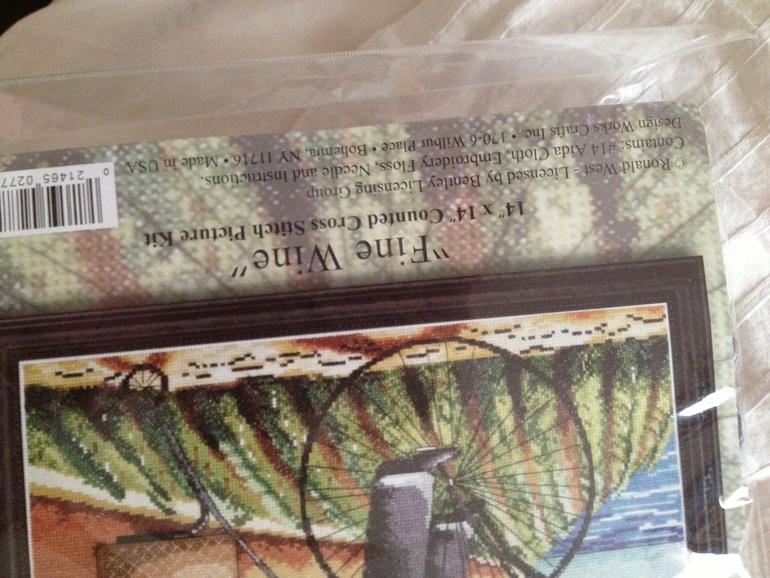 "Fine Wine"
14" x 14" Counted Cross Stitch Picture Kit
© Ronald West - Licensed by Bentley Licensing Group
Contains: #14 Aida Cloth, Embroidery Floss, Needle and Instructions.
Design Works Crafts Inc. • 170-6 Wilbur Place • Bohemia, NY 11716 • Made in USA
0 21465 0277